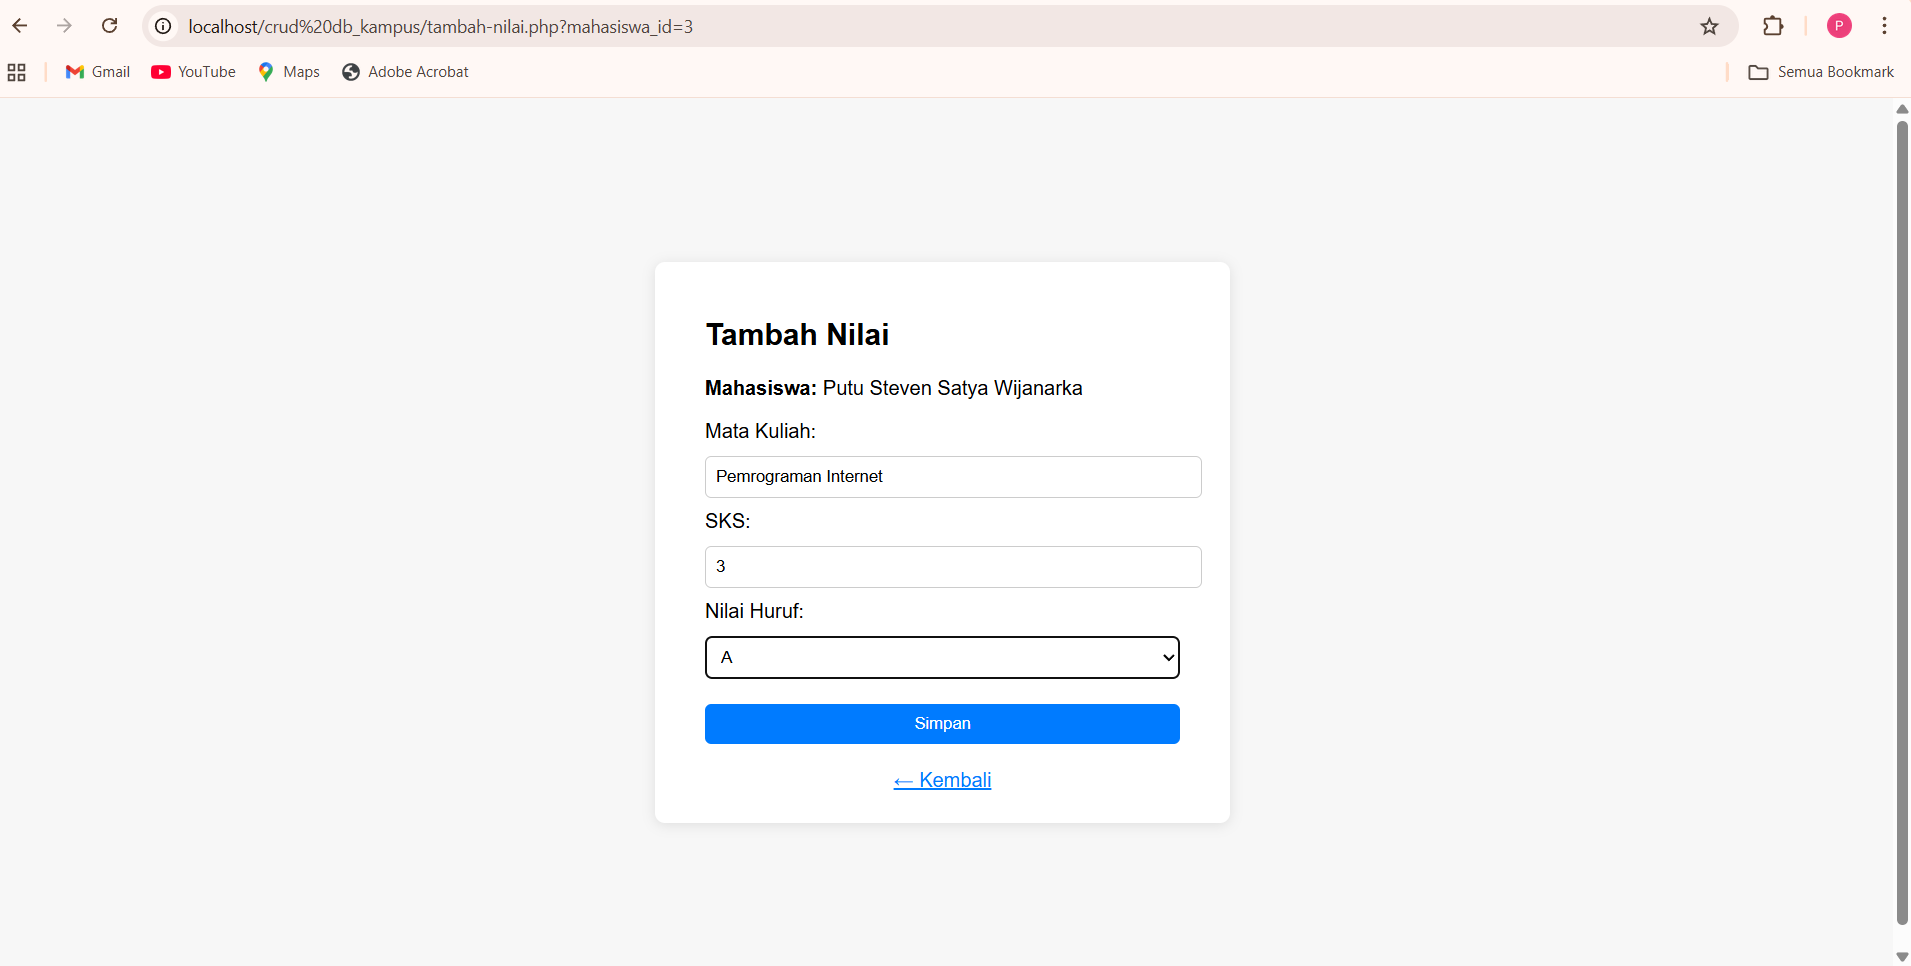 localhost/crud%20db_kampus/tambah-nilai.php?mahasiswa_id=3
P
Gmail YouTube Maps Adobe Acrobat Semua Bookmark
Tambah Nilai
Mahasiswa: Putu Steven Satya Wijanarka
Mata Kuliah:
Pemrograman Internet
SKS:
3
Nilai Huruf:
A
Simpan
← Kembali